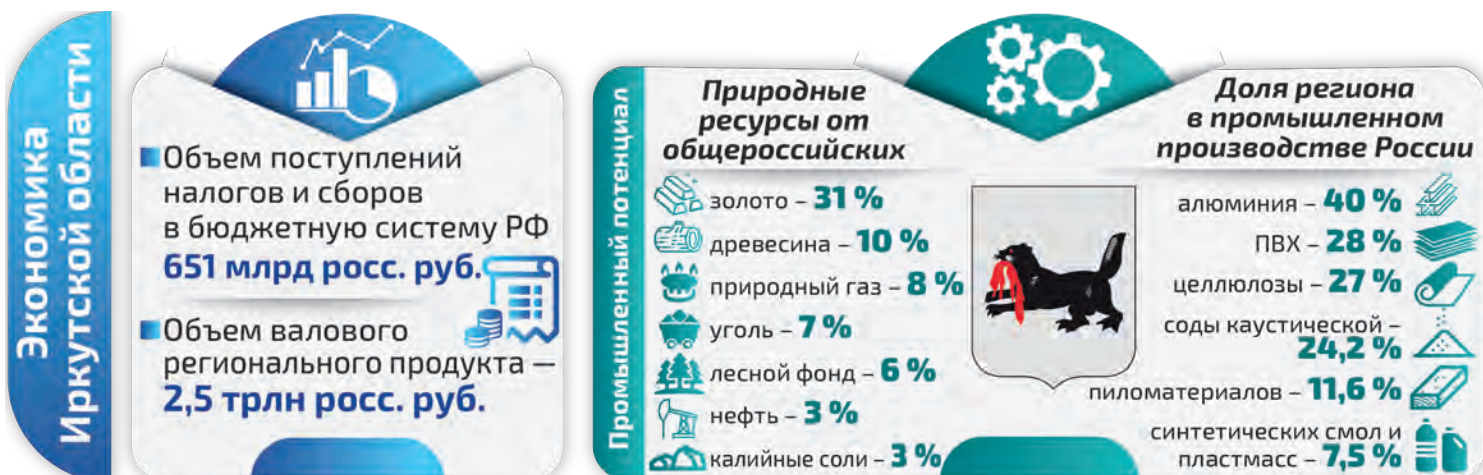 Экономика
Иркутской области
Объем поступлений
налогов и сборов
в бюджетную систему РФ
651 млрд росс. руб.
Объем валового
регионального продукта —
2,5 трлн росс. руб.
Промышленный потенциал
Природные
ресурсы от
общероссийских
золото – 31 %
древесина – 10 %
природный газ – 8 %
уголь – 7 %
лесной фонд – 6 %
нефть – 3 %
калийные соли – 3 %
Доля региона
в промышленном
производстве России
алюминия – 40 %
ПВХ – 28 %
целлюлозы – 27 %
соды каустической –
24,2 %
пиломатериалов – 11,6 %
синтетических смол и
пластмасс – 7,5 %